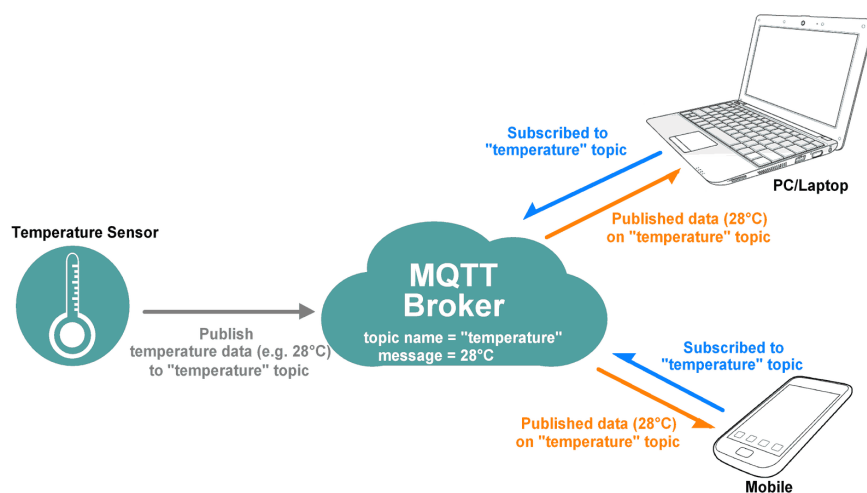 Subscribed to
"temperature" topic
PC/Laptop
Published data (28°C)
on "temperature" topic
Temperature Sensor
MQTT
Broker
topic name = "temperature"
message = 28°C
Publish
temperature data (e.g. 28°C)
to "temperature" topic
Subscribed to
"temperature" topic
Published data (28°C)
on "temperature" topic
Mobile